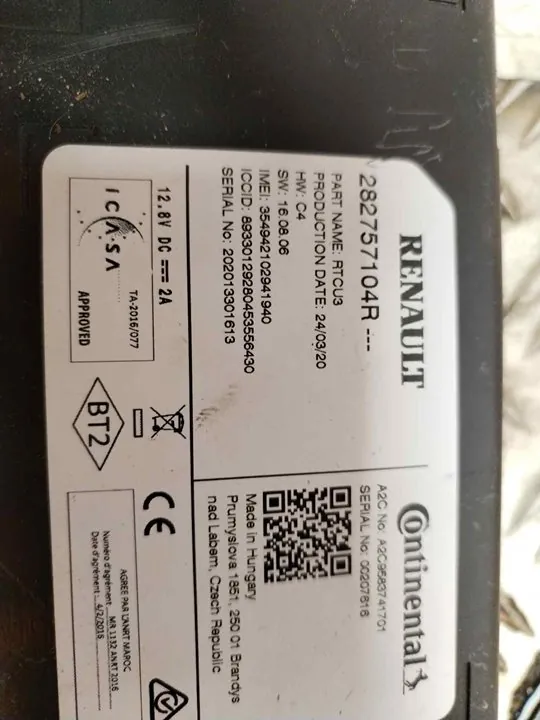 RENAULT
282757104R ---
PART NAME: RTCU3
PRODUCTION DATE: 24/03/20
HW: C4
SW: 16.08.06
IMEI: 354942102941940
ICCID: 89330129280453556430
SERIAL No: 202013301613
Continental
A2C No: A2C9583741701
SERIAL No: 00207816
Made in Hungary
Prumyslova 1851, 250 01 Brandys
nad Labem, Czech Republic
12.8V DC 2A
ICASA
TA-2016/077
APPROVED
BT2
CE
AGREE PAR L'ANRT MAROC
Numéro d'agrément: MR 1132 ANRT 2016
Date d'agrément: 4/2/2016